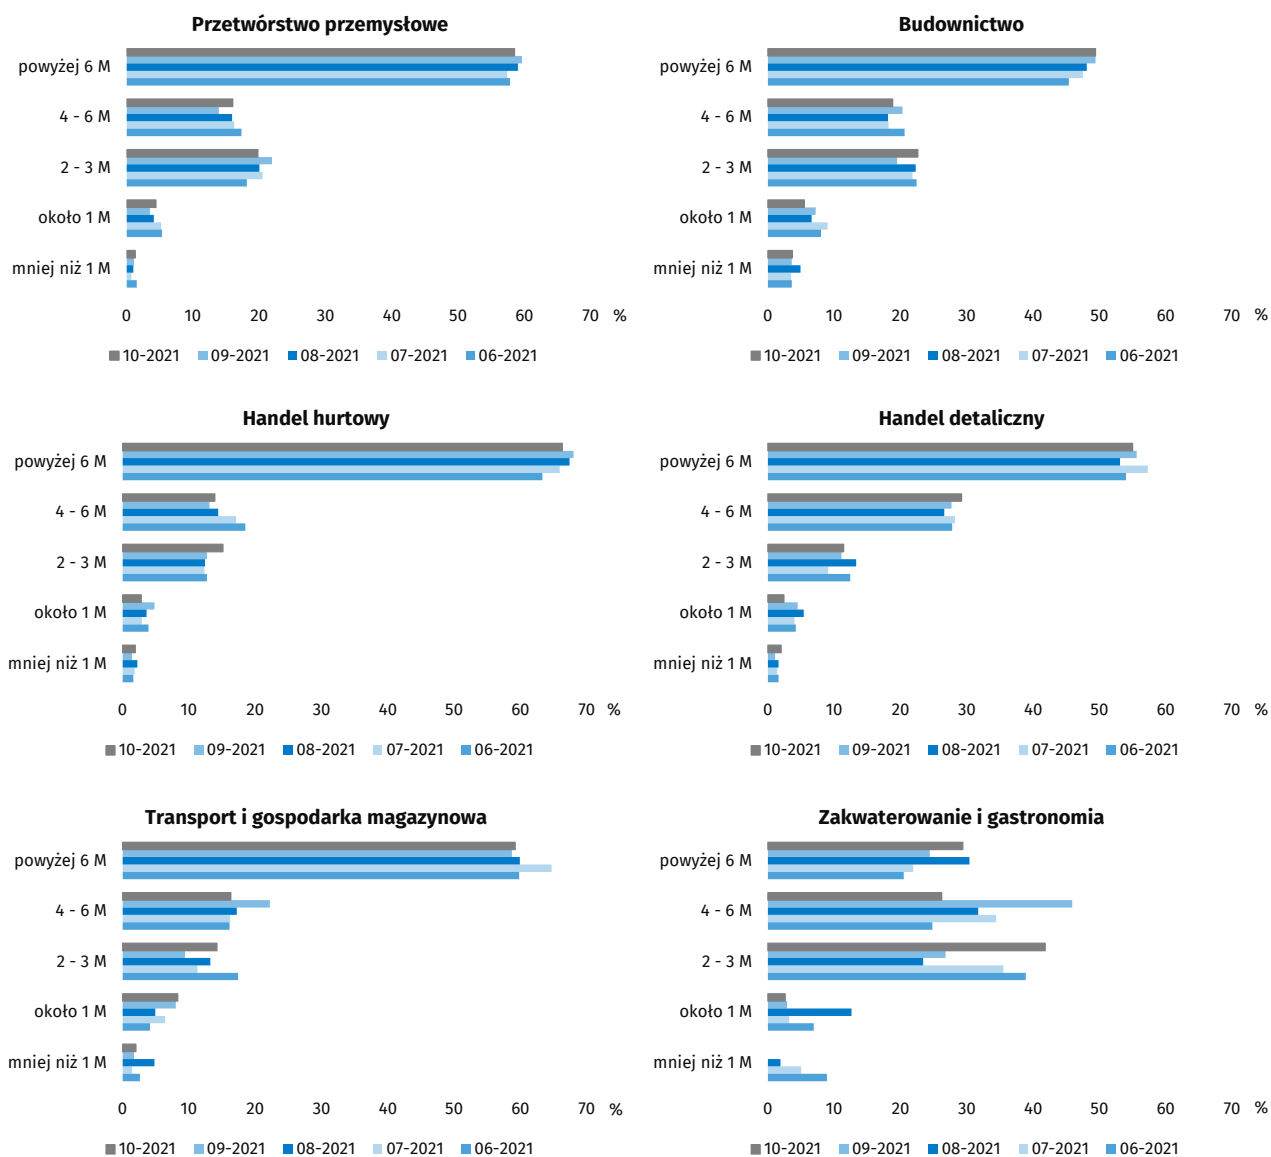 Przetwórstwo przemysłowe
powyżej 6 M
4 - 6 M
2 - 3 M
około 1 M
mniej niż 1 M
0 10 20 30 40 50 60 70 %
10-2021 09-2021 08-2021 07-2021 06-2021
Budownictwo
powyżej 6 M
4 - 6 M
2 - 3 M
około 1 M
mniej niż 1 M
0 10 20 30 40 50 60 70 %
10-2021 09-2021 08-2021 07-2021 06-2021
Handel hurtowy
powyżej 6 M
4 - 6 M
2 - 3 M
około 1 M
mniej niż 1 M
0 10 20 30 40 50 60 70 %
10-2021 09-2021 08-2021 07-2021 06-2021
Handel detaliczny
powyżej 6 M
4 - 6 M
2 - 3 M
około 1 M
mniej niż 1 M
0 10 20 30 40 50 60 70 %
10-2021 09-2021 08-2021 07-2021 06-2021
Transport i gospodarka magazynowa
powyżej 6 M
4 - 6 M
2 - 3 M
około 1 M
mniej niż 1 M
0 10 20 30 40 50 60 70 %
10-2021 09-2021 08-2021 07-2021 06-2021
Zakwaterowanie i gastronomia
powyżej 6 M
4 - 6 M
2 - 3 M
około 1 M
mniej niż 1 M
0 10 20 30 40 50 60 70 %
10-2021 09-2021 08-2021 07-2021 06-2021